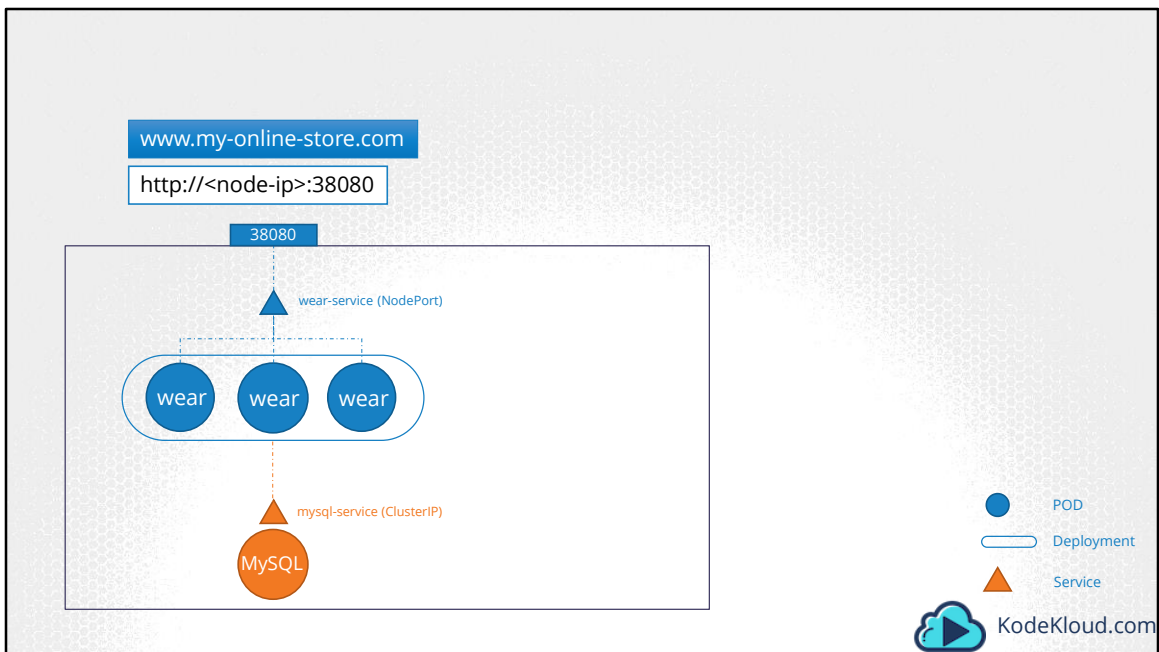 www.my-online-store.com
http://<node-ip>:38080
38080
wear-service (NodePort)
wear wear wear
mysql-service (ClusterIP)
MySQL
POD
Deployment
Service
KodeKloud.com